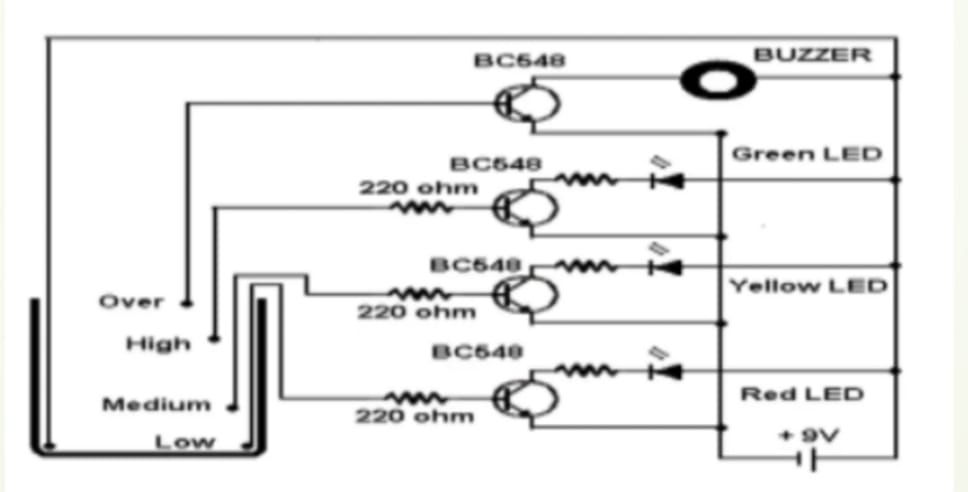 BC548
BUZZER
Green LED
BC548
220 ohm
BC548
Yellow LED
Over
220 ohm
High
BC548
Red LED
Medium
220 ohm
+ 9V
Low